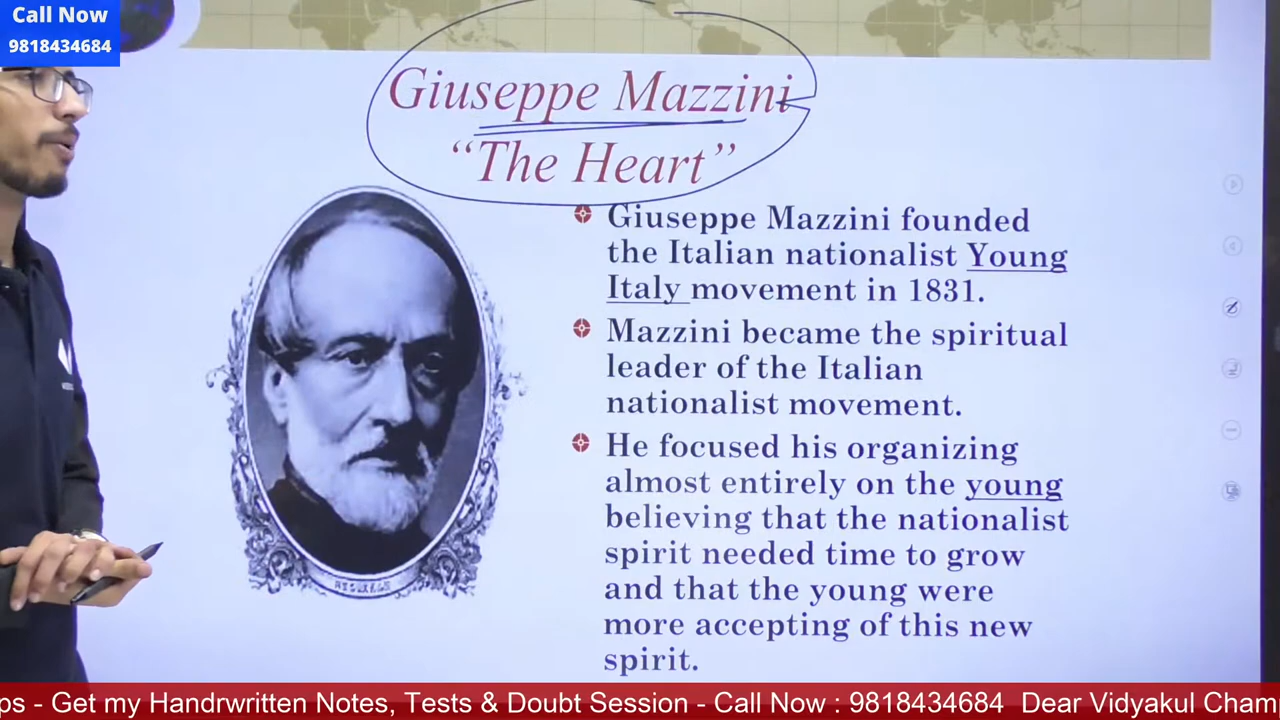 Call Now
9818434684
Giuseppe Mazzini
“The Heart”
Giuseppe Mazzini founded
the Italian nationalist Young
Italy movement in 1831.
Mazzini became the spiritual
leader of the Italian
nationalist movement.
He focused his organizing
almost entirely on the young
believing that the nationalist
spirit needed time to grow
and that the young were
more accepting of this new
spirit.
ps - Get my Handrwritten Notes, Tests & Doubt Session - Call Now : 9818434684 Dear Vidyakul Cham